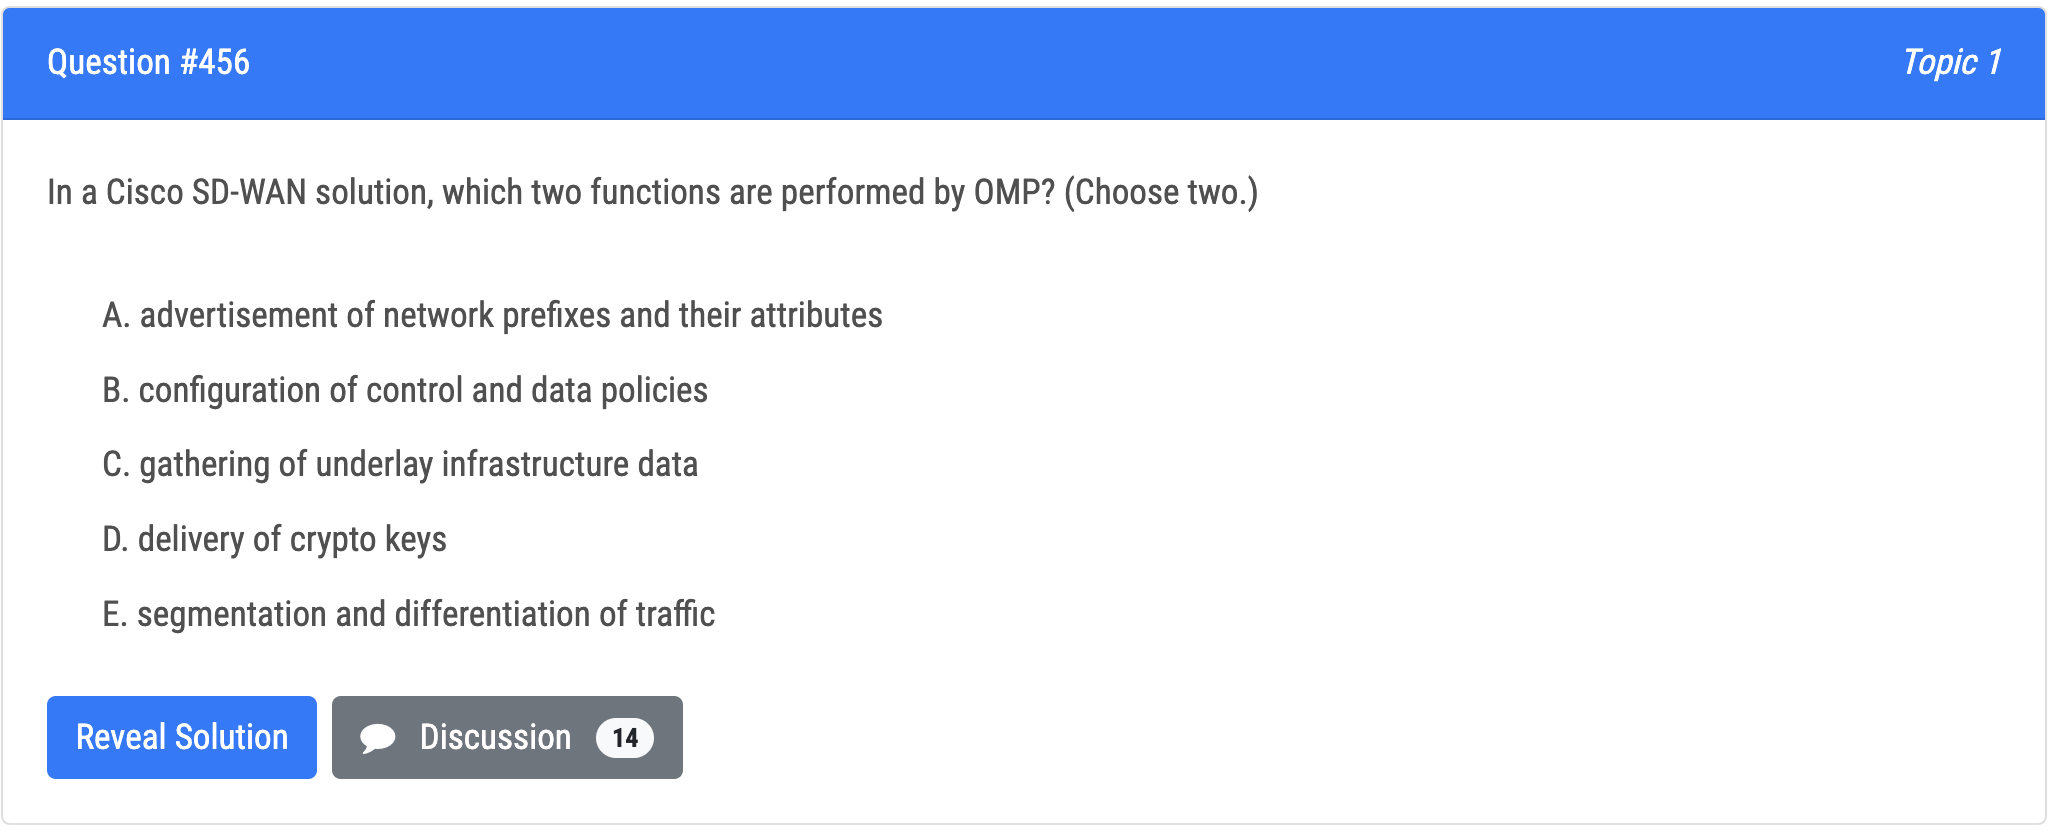 Question #456
Topic 1
In a Cisco SD-WAN solution, which two functions are performed by OMP? (Choose two.)
A. advertisement of network prefixes and their attributes
B. configuration of control and data policies
C. gathering of underlay infrastructure data
D. delivery of crypto keys
E. segmentation and differentiation of traffic
Reveal Solution
Discussion 14